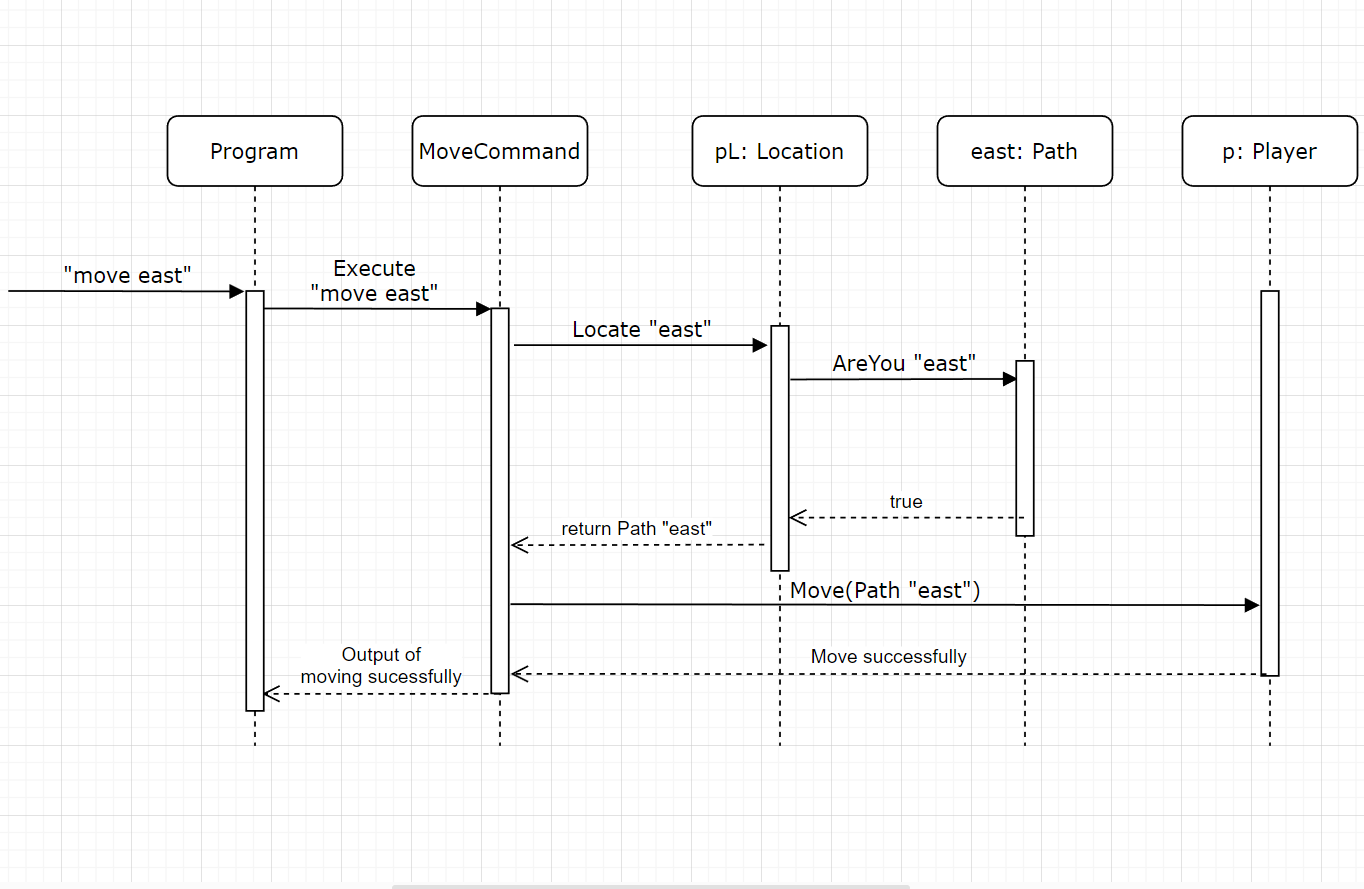 Program
MoveCommand
pL: Location
east: Path
p: Player
"move east"
Execute
"move east"
Locate "east"
AreYou "east"
true
return Path "east"
Move(Path "east")
Move successfully
Output of
moving sucessfully